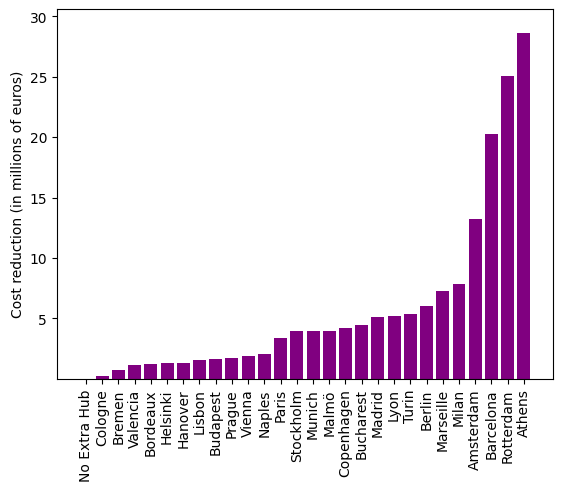 Cost reduction (in millions of euros)
30
25
20
15
10
5
No Extra Hub
Cologne
Bremen
Valencia
Bordeaux
Helsinki
Hanover
Lisbon
Budapest
Prague
Vienna
Naples
Paris
Stockholm
Munich
Malmö
Copenhagen
Bucharest
Madrid
Lyon
Turin
Berlin
Marseille
Milan
Amsterdam
Barcelona
Rotterdam
Athens